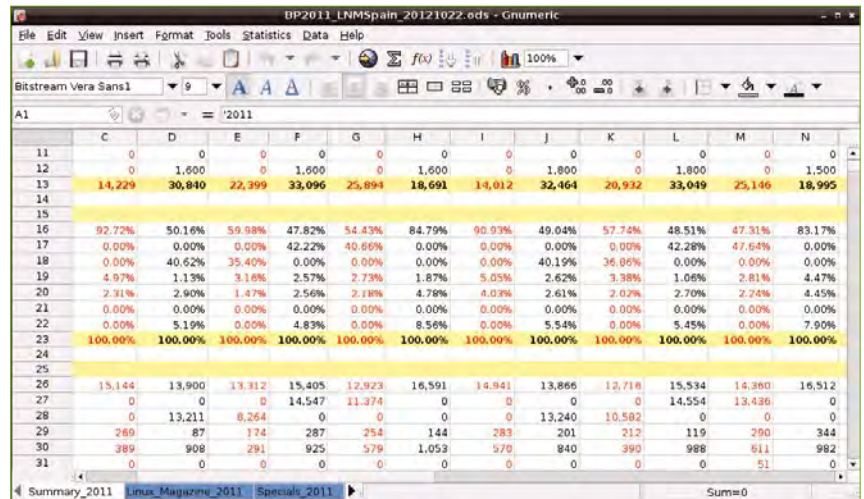 BP2011_LNMSpain_20121022.ods - Gnumeric
File Edit View Insert Format Tools Statistics Data Help
Σ f(x) 100%
Bitstream Vera Sans1 9 A A A %
A1 = '2011
C D E F G H I J K L M N
11 0 0 0 0 0 0 0 0 0 0 0 0
12 0 1,600 0 1,600 0 1,600 0 1,800 0 1,800 0 1,500
13 14,229 30,840 22,399 33,096 25,894 18,691 14,012 32,464 20,932 33,049 25,146 18,995
14
15
16 92.72% 50.16% 59.98% 47.82% 54.43% 84.79% 90.93% 49.04% 57.74% 48.51% 47.31% 83.17%
17 0.00% 0.00% 0.00% 42.22% 40.66% 0.00% 0.00% 0.00% 0.00% 42.28% 47.64% 0.00%
18 0.00% 40.62% 35.40% 0.00% 0.00% 0.00% 0.00% 40.19% 36.86% 0.00% 0.00% 0.00%
19 4.97% 1.13% 3.16% 2.57% 2.73% 1.87% 5.05% 2.62% 3.38% 1.06% 2.81% 4.47%
20 2.31% 2.90% 1.47% 2.56% 2.18% 4.78% 4.03% 2.61% 2.02% 2.70% 2.24% 4.45%
21 0.00% 0.00% 0.00% 0.00% 0.00% 0.00% 0.00% 0.00% 0.00% 0.00% 0.00% 0.00%
22 0.00% 5.19% 0.00% 4.83% 0.00% 8.56% 0.00% 5.54% 0.00% 5.45% 0.00% 7.90%
23 100.00% 100.00% 100.00% 100.00% 100.00% 100.00% 100.00% 100.00% 100.00% 100.00% 100.00% 100.00%
24
25
26 15,144 13,900 13,312 15,405 12,923 16,591 14,941 13,866 12,716 15,534 14,360 16,512
27 0 0 0 14,547 11,374 0 0 0 0 14,554 13,436 0
28 0 13,211 8,264 0 0 0 0 13,240 10,582 0 0 0
29 269 87 174 287 254 144 283 201 212 119 290 344
30 389 908 291 925 579 1,053 570 840 390 988 611 982
31 0 0 0 0 0 0 0 0 0 0 51 0
Summary_2011 Linux_Magazine_2011 Specials_2011 Sum=0